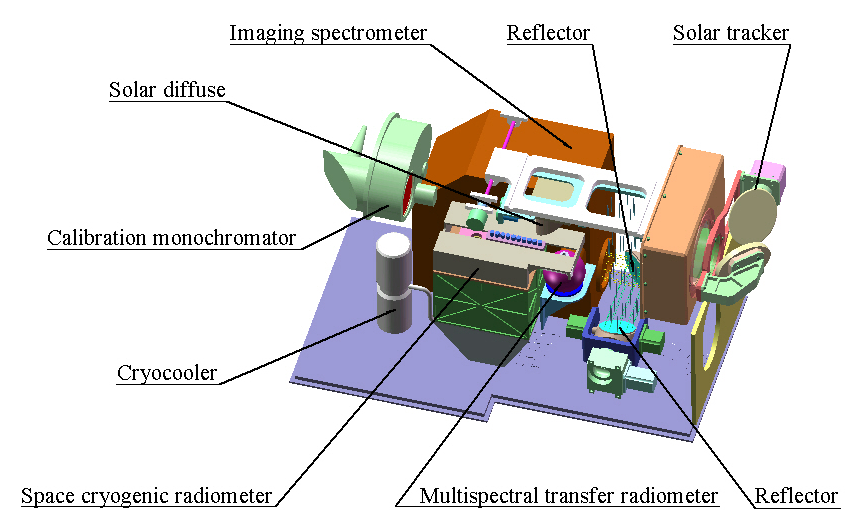 Imaging spectrometer
Reflector
Solar tracker
Solar diffuse
Calibration monochromator
Cryocooler
Space cryogenic radiometer
Multispectral transfer radiometer
Reflector